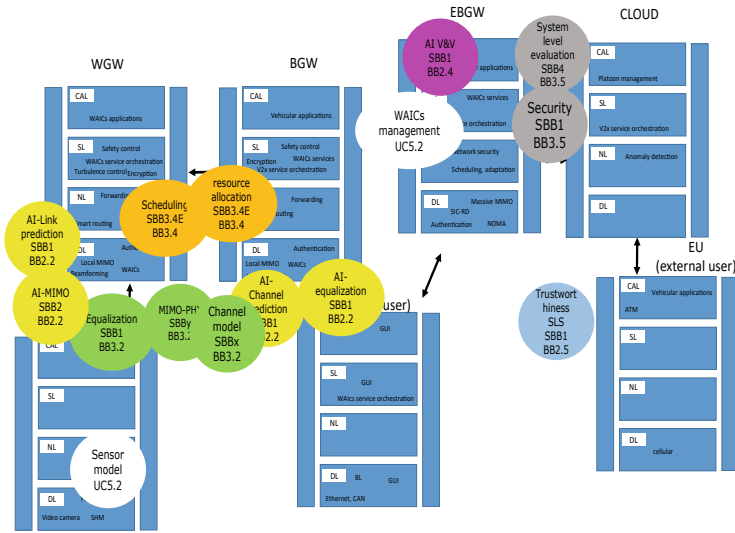 EBGW
CLOUD
WGW
BGW
AI V&V
SBB1
BB2.4
System
level
evaluation
SBB4
BB3.5
CAL
Platoon management
applications
WAICs services
orchestration
Security
SBB1
BB3.5
SL
V2x service orchestration
CAL
WAICs applications
CAL
Vehicular applications
WAICs
management
UC5.2
SL
Safety control
WAICs service orchestration
Turbulence control
Encryption
SL
Safety control
Encryption
WAICs services
V2x service orchestration
Network security
Scheduling, adaptation
NL
Anomaly detection
NL
Forwarding
Smart routing
Scheduling
SBB3.4E
BB3.4
resource
allocation
SBB3.4E
BB3.4
Forwarding
DL
Massive MIMO
SIC-RD
Authentication
NOMA
DL
AI-Link
prediction
SBB1
BB2.2
DL
Local MIMO
Beamforming
WAICs
DL
Authentication
Local MIMO
WAICs
EU
(external user)
AI-MIMO
SBB2
BB2.2
Equalization
SBB1
BB3.2
MIMO-PHY
SBBy
Channel
model
SBBx
BB3.2
AI-
Channel
AI-
equalization
SBB1
BB2.2
user)
Trustwort
hiness
SLS
SBB1
BB2.5
CAL
Vehicular applications
ATM
CAL
GUI
SL
SL
GUI
WAICs service orchestration
SL
NL
Sensor
model
UC5.2
NL
NL
DL
Video camera
SHM
DL
BL
GUI
Ethernet, CAN
DL
cellular